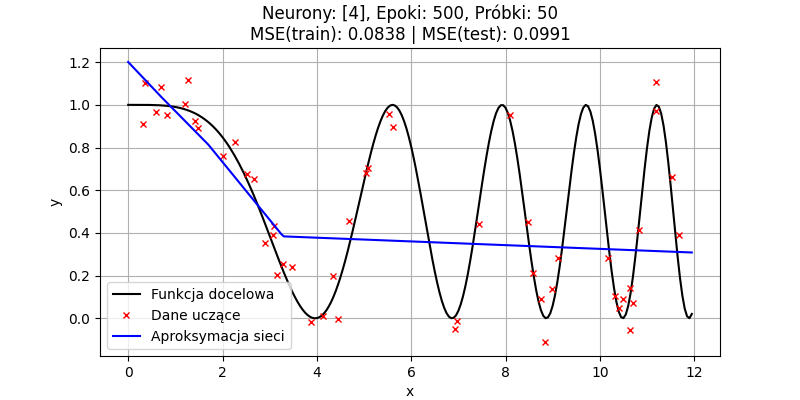 Neurony: [4], Epoki: 500, Próbki: 50
MSE(train): 0.0838 | MSE(test): 0.0991
1.2
1.0
0.8
0.6
0.4
0.2
0.0
y
Funkcja docelowa
Dane uczące
Aproksymacja sieci
0 2 4 6 8 10 12
x